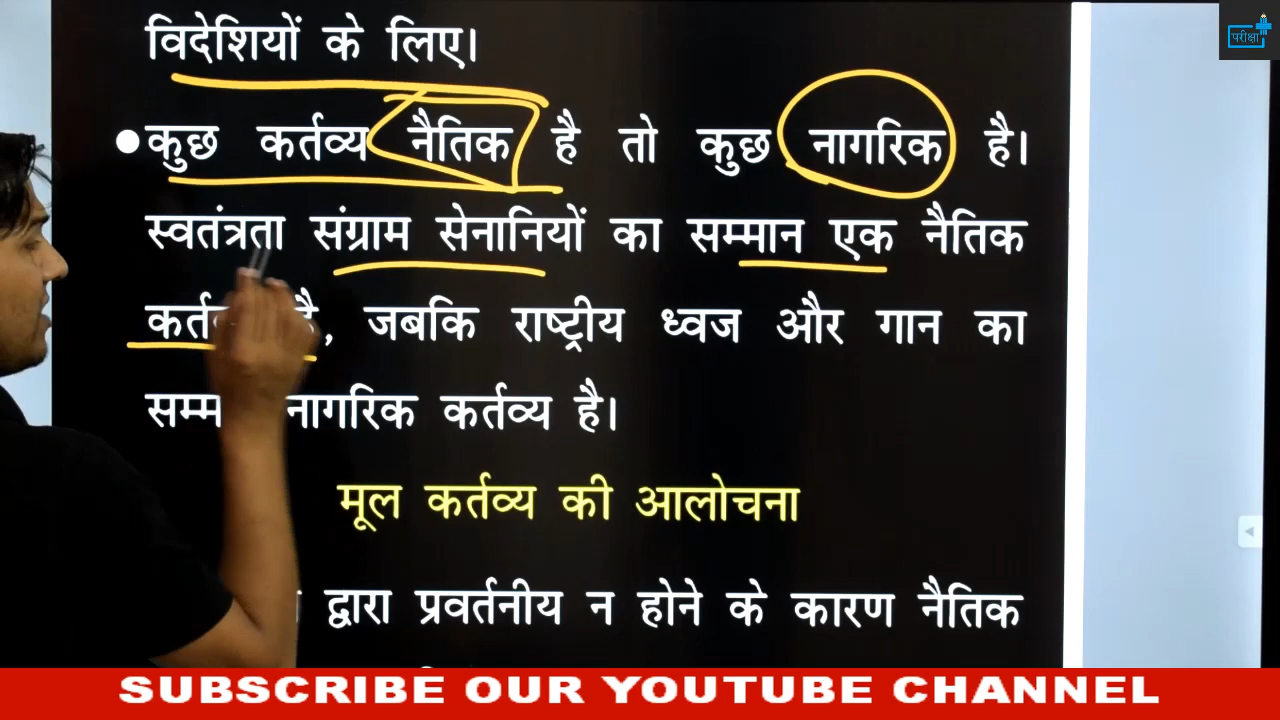 परीक्षा
विदेशियों के लिए।
●कुछ कर्तव्य नैतिक है तो कुछ नागरिक है।
स्वतंत्रता संग्राम सेनानियों का सम्मान एक नैतिक
है, जबकि राष्ट्रीय ध्वज और गान का
नागरिक कर्तव्य है।
मूल कर्तव्य की आलोचना
द्वारा प्रवर्तनीय न होने के कारण नैतिक
SUBSCRIBE OUR YOUTUBE CHANNEL